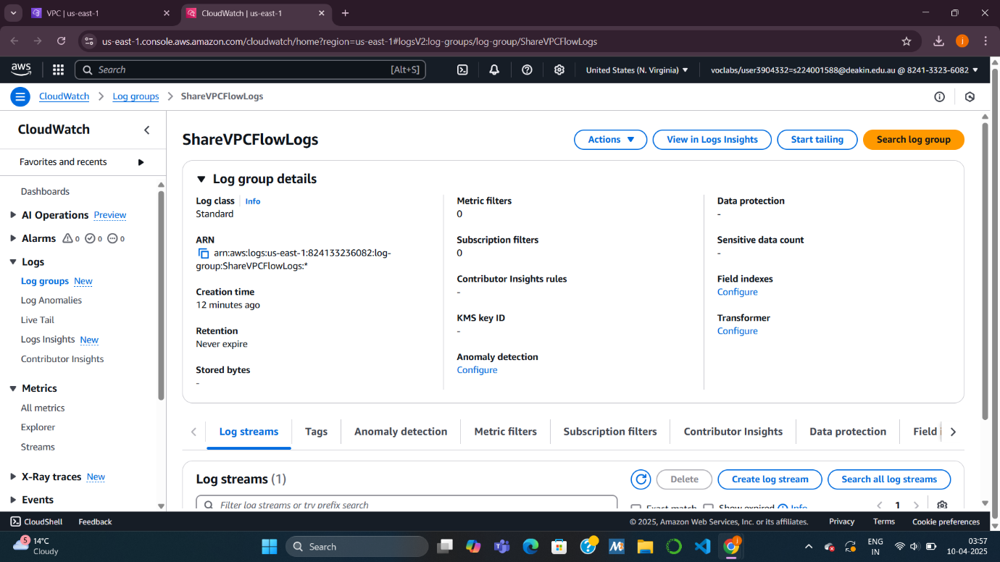 VPC | us-east-1
CloudWatch | us-east-1
us-east-1.console.aws.amazon.com/cloudwatch/home?region=us-east-1#logsV2:log-groups/log-group/ShareVPCFlowLogs
j
aws
Search
[Alt+S]
United States (N. Virginia)
voclabs/user3904332=s224001588@deakin.edu.au @ 8241-3323-6082
CloudWatch
Log groups
ShareVPCFlowLogs
CloudWatch
Favorites and recents
Dashboards
AI Operations Preview
Alarms 0 0 0
Logs
Log groups New
Log Anomalies
Live Tail
Logs Insights New
Contributor Insights
Metrics
All metrics
Explorer
Streams
X-Ray traces New
Events
ShareVPCFlowLogs
Actions
View in Logs Insights
Start tailing
Search log group
Log group details
Log class Info
Standard
ARN
arn:aws:logs:us-east-1:824133236082:log-
group:ShareVPCFlowLogs:*
Creation time
12 minutes ago
Retention
Never expire
Stored bytes
-
Metric filters
0
Subscription filters
0
Contributor Insights rules
-
KMS key ID
-
Anomaly detection
Configure
Data protection
-
Sensitive data count
-
Field indexes
Configure
Transformer
Configure
Log streams
Tags
Anomaly detection
Metric filters
Subscription filters
Contributor Insights
Data protection
Field i
Log streams (1)
Delete
Create log stream
Search all log streams
Filter log streams or try prefix search
Exact match
Show expired
Info
1
CloudShell
Feedback
© 2025, Amazon Web Services, Inc. or its affiliates.
Privacy
Terms
Cookie preferences
5
14°C
Cloudy
Search
j
ENG
IN
03:57
10-04-2025